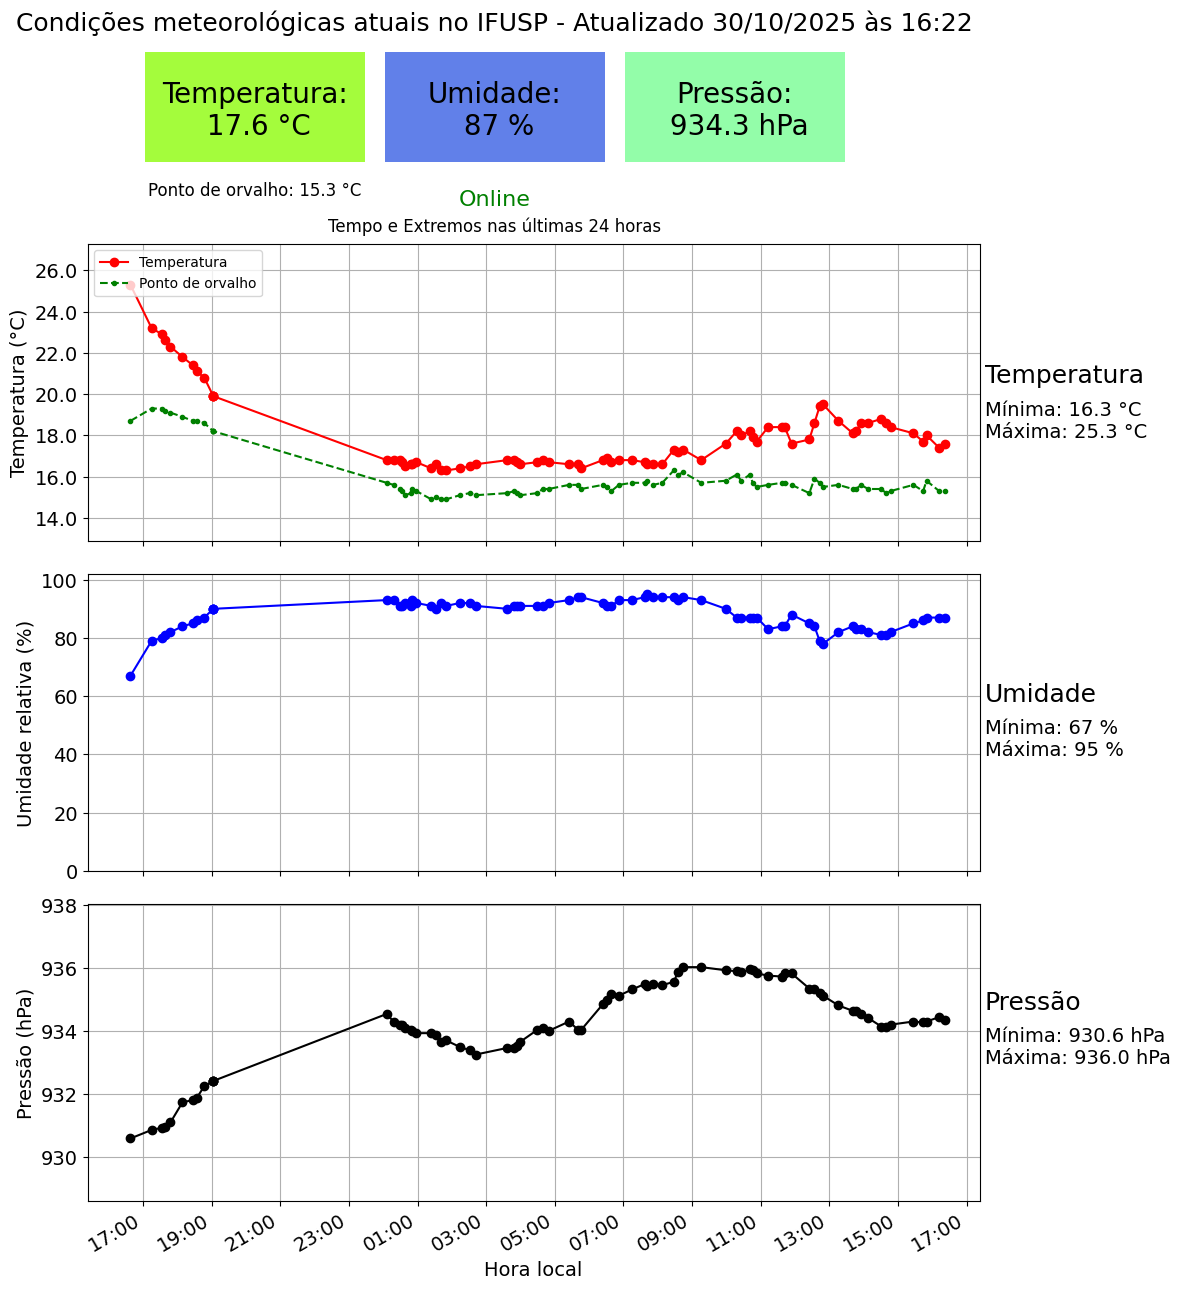 Condições meteorológicas atuais no IFUSP - Atualizado 30/10/2025 às 16:22
Temperatura:
17.6 °C
Umidade:
87 %
Pressão:
934.3 hPa
Ponto de orvalho: 15.3 °C
Online
Tempo e Extremos nas últimas 24 horas
Temperatura (°C)
26.0
24.0
22.0
20.0
18.0
16.0
14.0
Temperatura
Ponto de orvalho
Temperatura
Mínima: 16.3 °C
Máxima: 25.3 °C
Umidade relativa (%)
100
80
60
40
20
0
Umidade
Mínima: 67 %
Máxima: 95 %
Pressão (hPa)
938
936
934
932
930
Pressão
Mínima: 930.6 hPa
Máxima: 936.0 hPa
17:00 19:00 21:00 23:00 01:00 03:00 05:00 07:00 09:00 11:00 13:00 15:00 17:00
Hora local